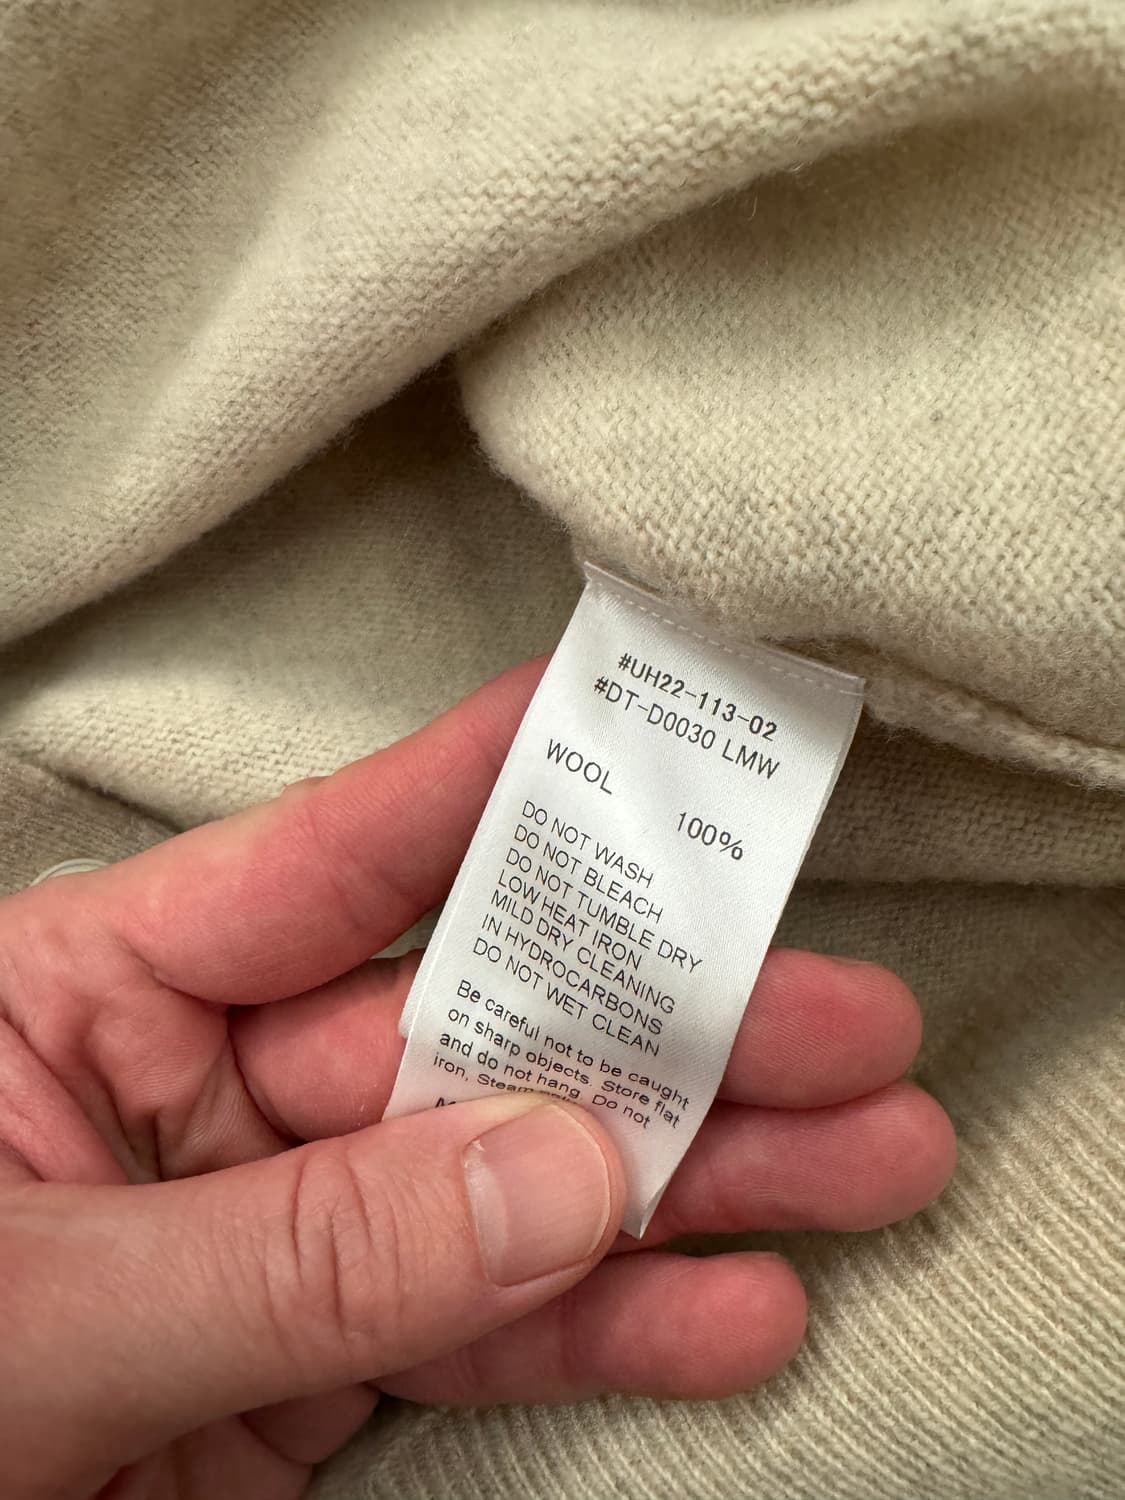 #UH22-113-02
#DT-D0030 LMW
WOOL
100%
DO NOT WASH
DO NOT BLEACH
DO NOT TUMBLE DRY
LOW HEAT IRON
MILD DRY CLEANING
IN HYDROCARBONS
DO NOT WET CLEAN
Be careful not to be caught
on sharp objects. Store flat
and do not hang. Do not
iron, Steam